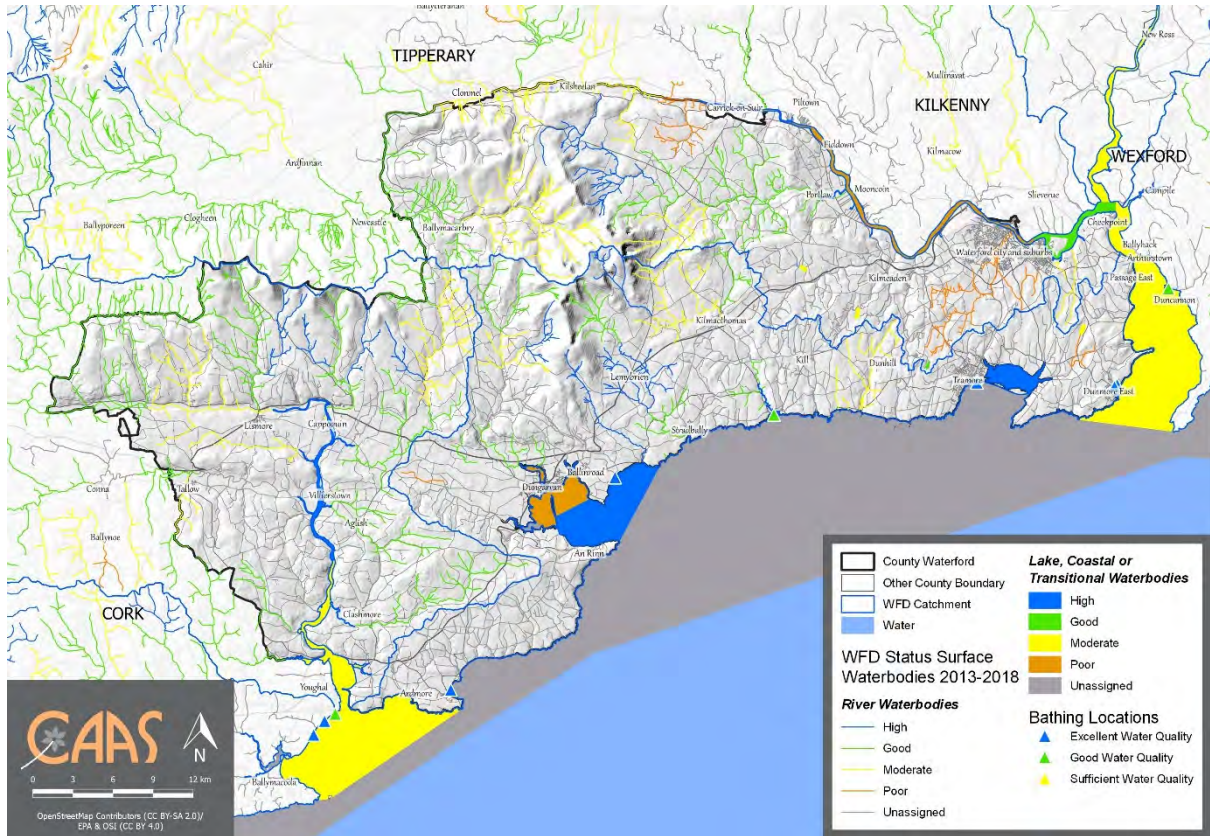 Ballyclerahan
TIPPERARY
New Ross
Cahir
Clonmel
Kilsheelan
Mullinavat
Carrick-on-Suir
Piltown
KILKENNY
Ardfinnan
Fiddown
Kilmacow
WEXFORD
Portlaw
Mooncoin
Slieverue
Campile
Clogheen
Newcastle
Ballyporeen
Ballymacarbry
Checkpoint
Waterford city and suburbs
Ballyhack
Arthurstown
Kilmeaden
Passage East
Duncannon
Kilmacthomas
Kill
Dunhill
Lemybrien
Tramore
Dunmore East
Lismore
Cappoquin
Stradbally
Ballinroad
Conna
Tallow
Villierstown
Dungarvan
Aglish
Ballynoe
An Rinn
CORK
Clashmore
Youghal
Ardmore
Ballymacoda
CAAS
N
0 3 6 9 12 km
OpenStreetMap Contributors (CC BY-SA 2.0)/
EPA & OSI (CC BY 4.0)
County Waterford
Other County Boundary
WFD Catchment
Water
WFD Status Surface
Waterbodies 2013-2018
River Waterbodies
High
Good
Moderate
Poor
Unassigned
Lake, Coastal or
Transitional Waterbodies
High
Good
Moderate
Poor
Unassigned
Bathing Locations
Excellent Water Quality
Good Water Quality
Sufficient Water Quality